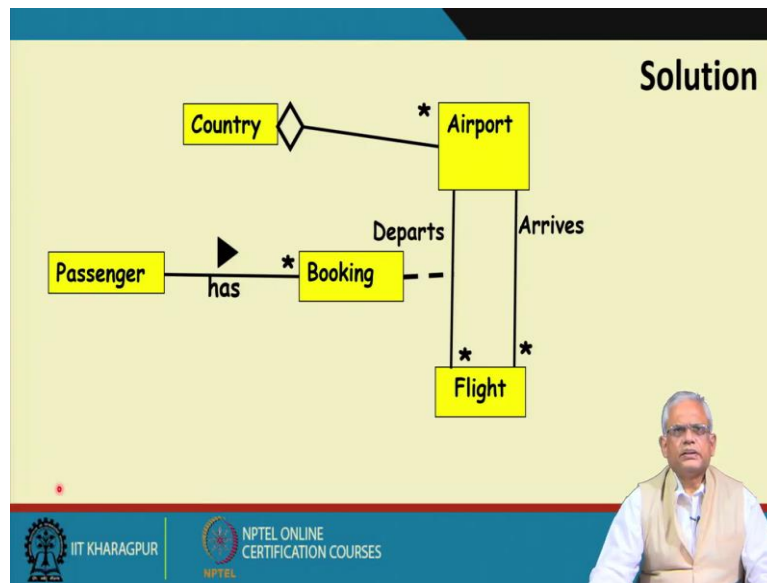 Solution
Country
*
Airport
Departs
Arrives
Passenger
has
*
Booking
*
*
Flight
IIT KHARAGPUR
NPTEL
NPTEL ONLINE
CERTIFICATION COURSES